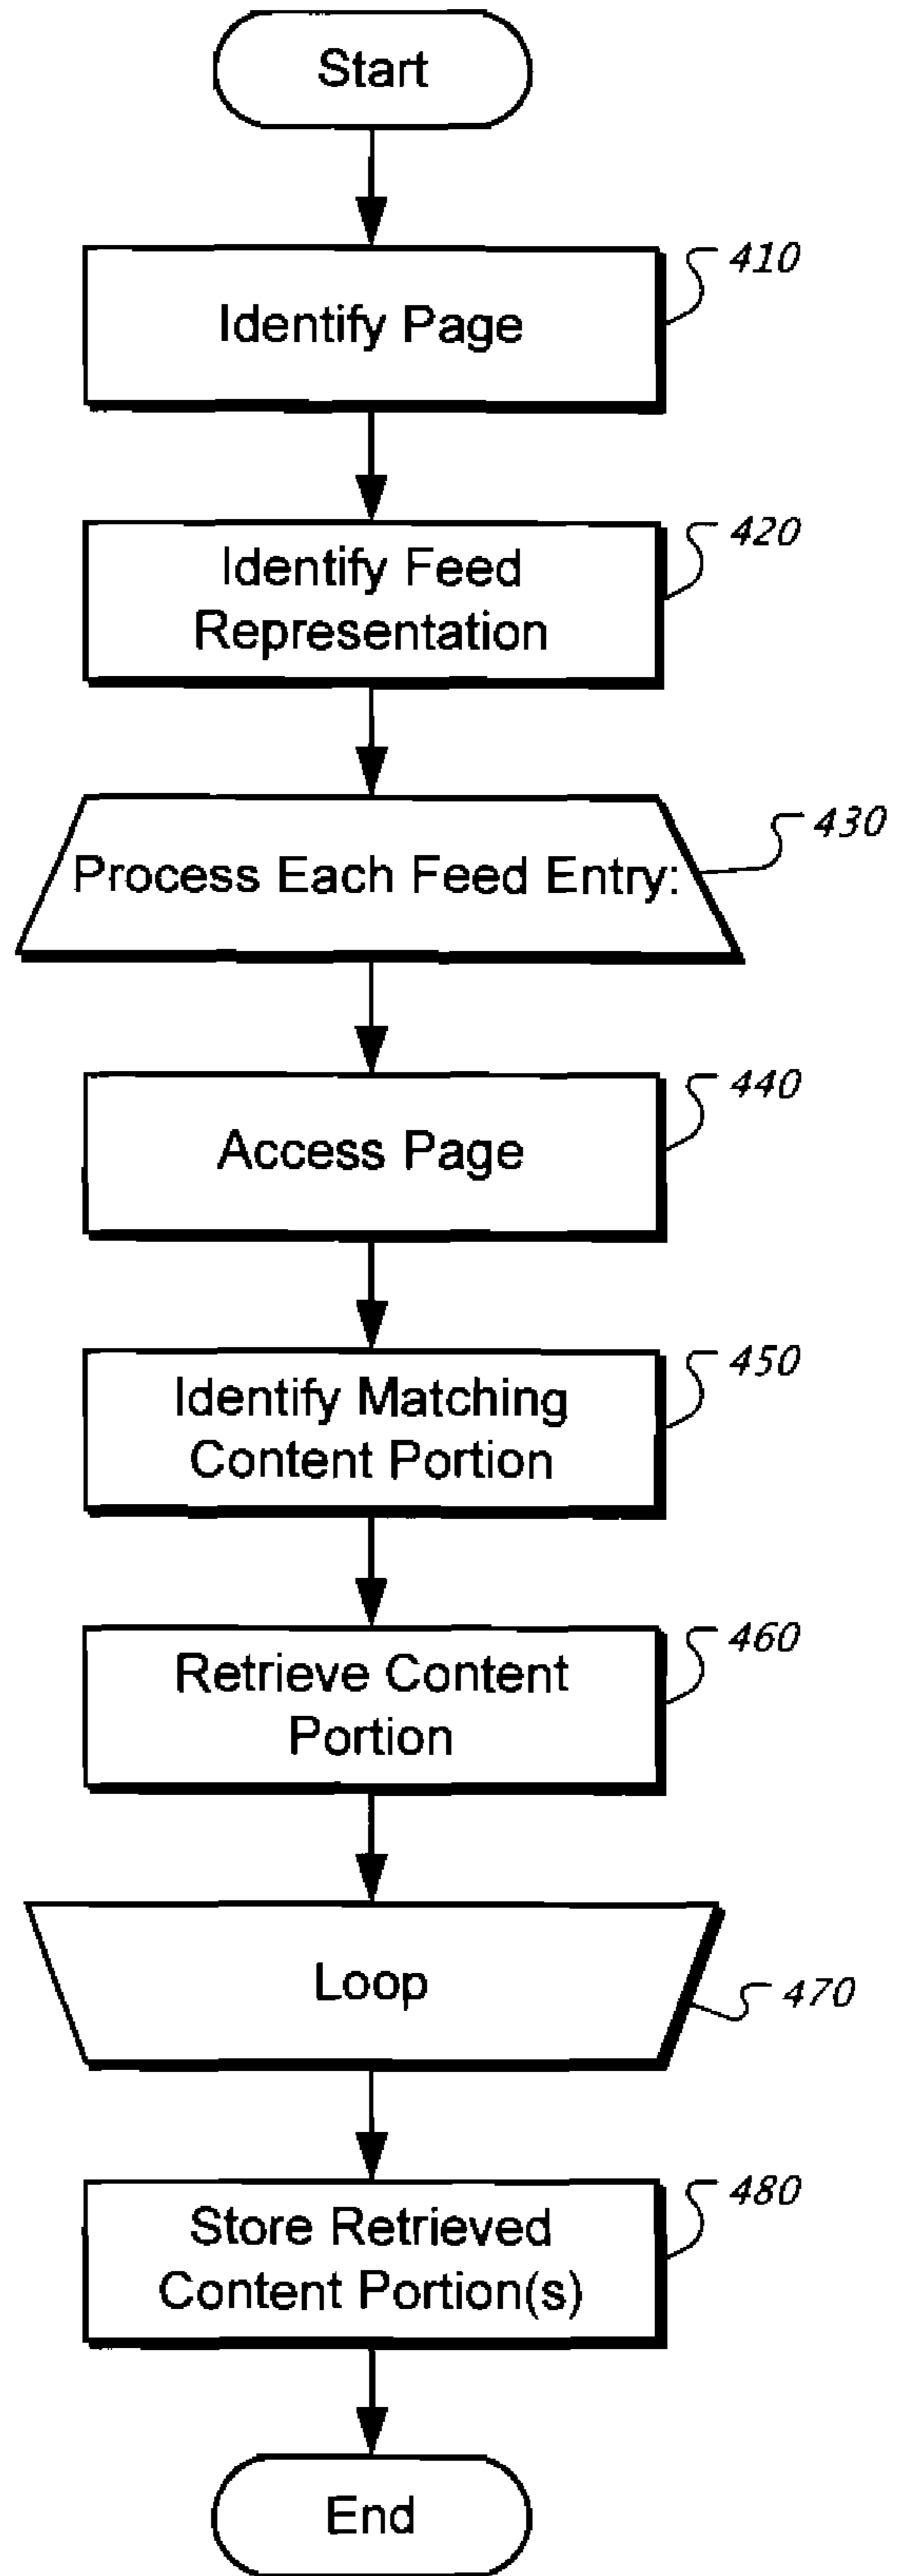 Start
410
Identify Page
420
Identify Feed
Representation
430
Process Each Feed Entry:
440
Access Page
450
Identify Matching
Content Portion
460
Retrieve Content
Portion
Loop
470
480
Store Retrieved
Content Portion(s)
End